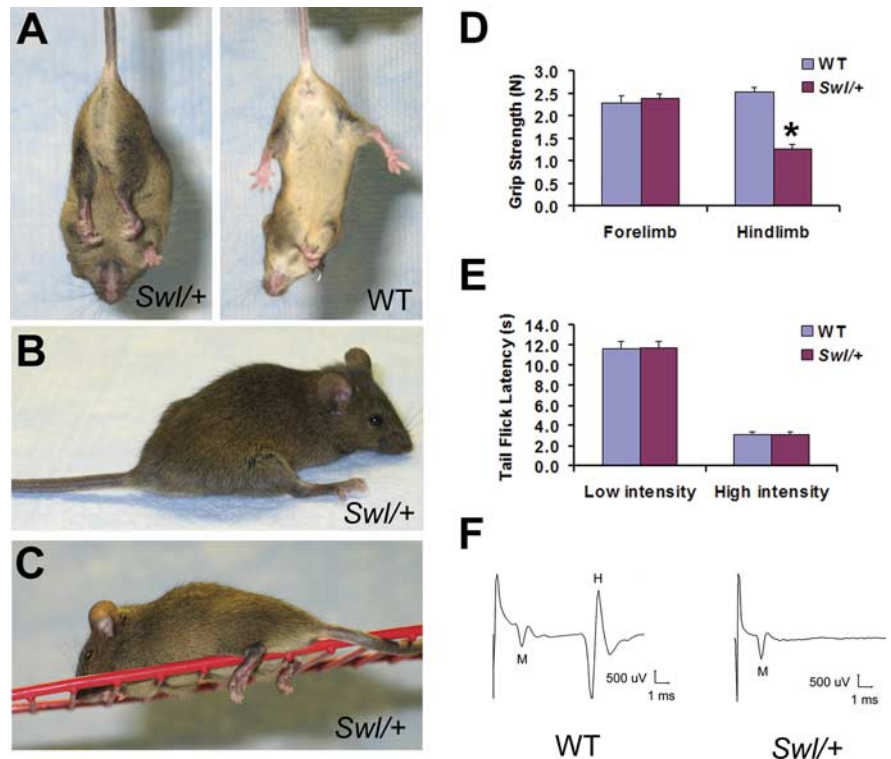 A
Swl/+
WT
B
Swl/+
C
Swl/+
D
WT
Swl/+
Grip Strength (N)
3.0
2.5
2.0
1.5
1.0
0.5
0.0
*
Forelimb Hindlimb
E
WT
Swl/+
Tail Flick Latency (s)
14.0
12.0
10.0
8.0
6.0
4.0
2.0
0.0
Low intensity High intensity
F
H
M
500 uV
1 ms
WT
M
500 uV
1 ms
Swl/+